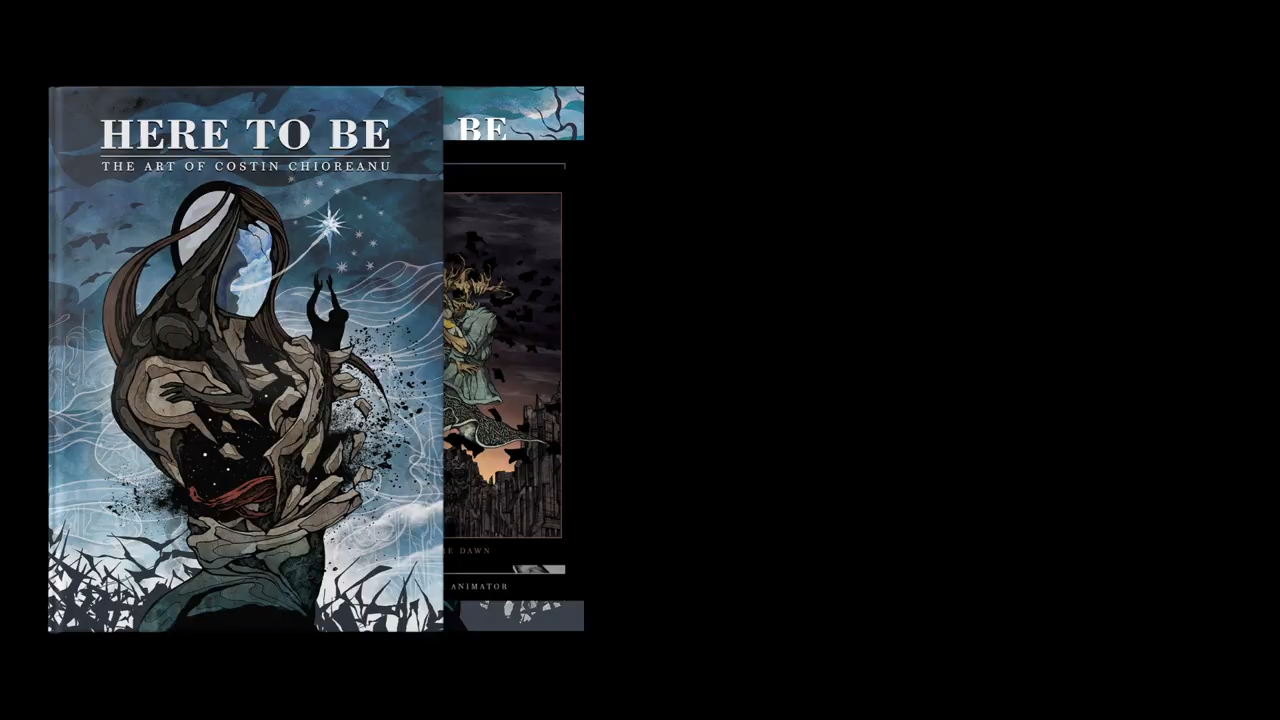 HERE TO BE
THE ART OF COSTIN CHIOREANU
BE
DAWN
ANIMATOR